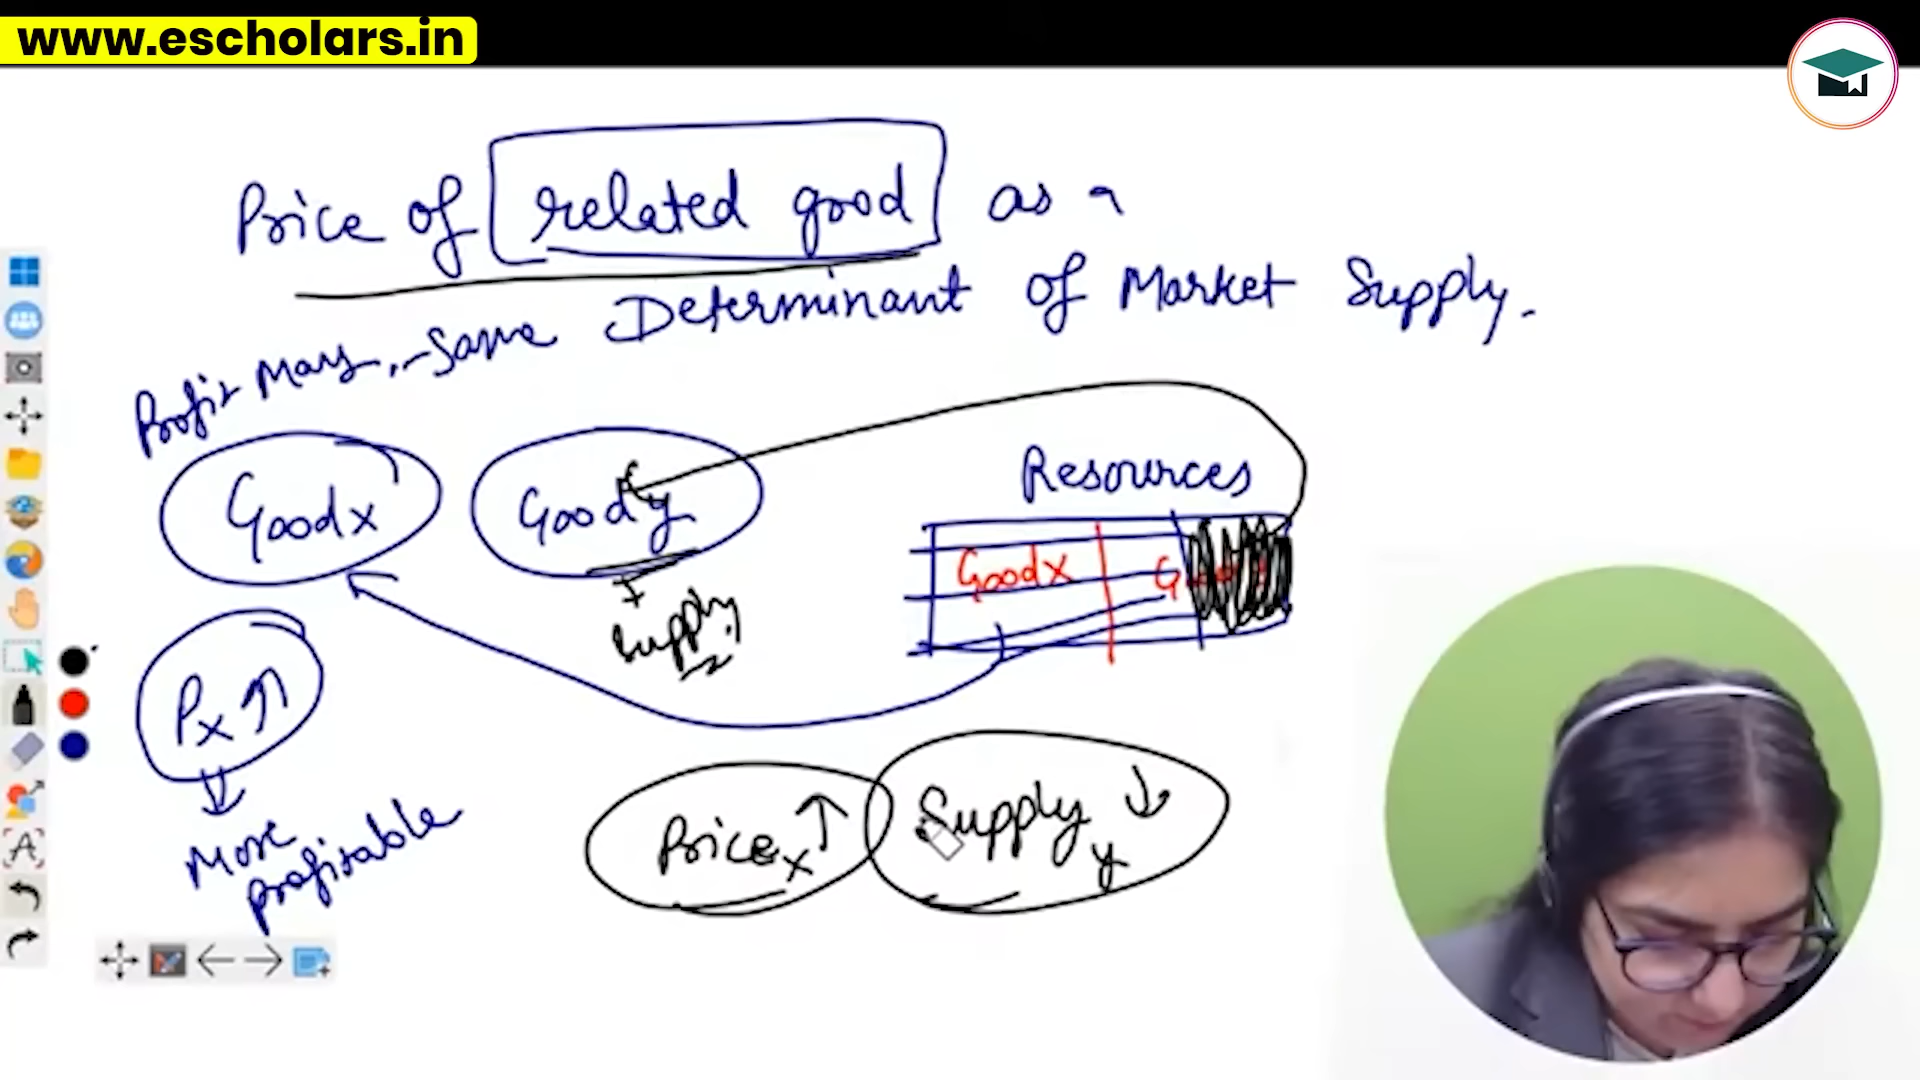 www.escholars.in
Price of related good as a
Determinant of Market Supply.
Profit Max, - Same
Resources
Good x
Good y
Good x
Supply
Px ↑
More
profitable
Price x ↑
Supply y ↓